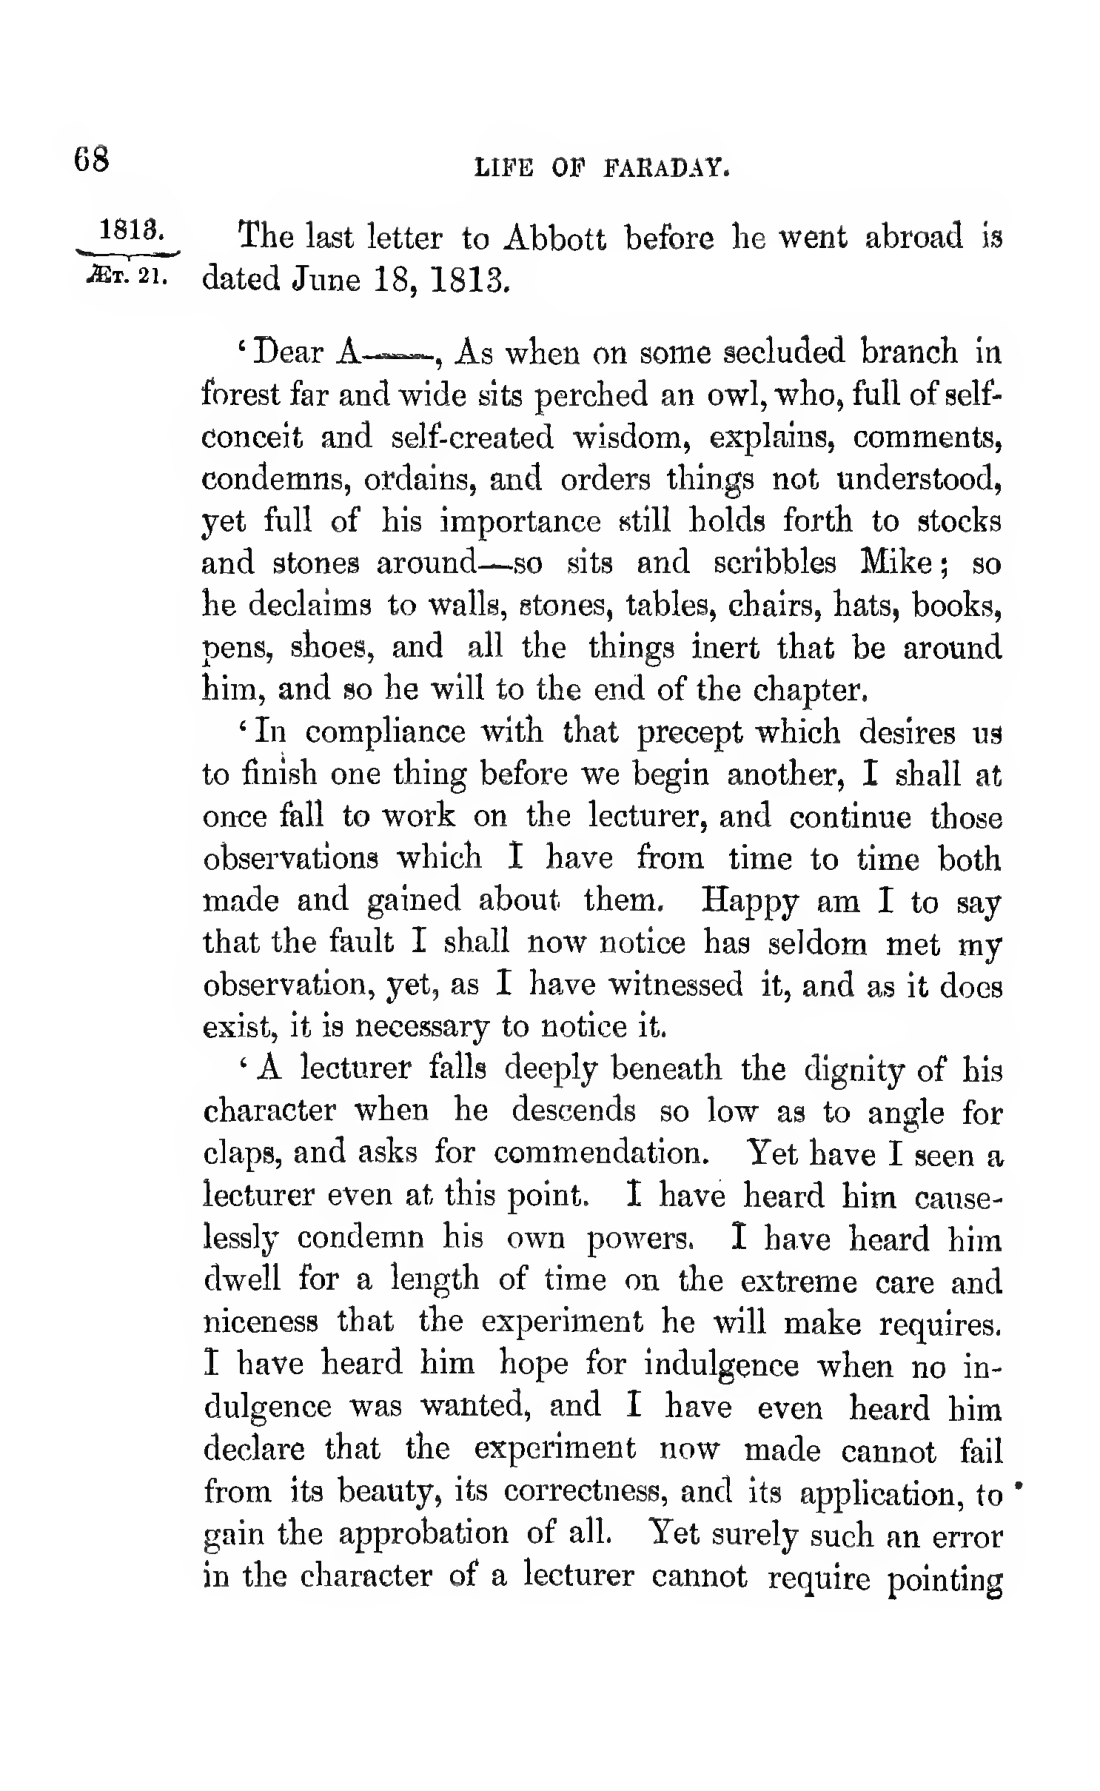 68
LIFE OF FARADAY.
1813.
ÆT. 21.
The last letter to Abbott before he went abroad is
dated June 18, 1813.
‘Dear A——, As when on some secluded branch in
forest far and wide sits perched an owl, who, full of self-
conceit and self-created wisdom, explains, comments,
condemns, ordains, and orders things not understood,
yet full of his importance still holds forth to stocks
and stones around—so sits and scribbles Mike; so
he declaims to walls, stones, tables, chairs, hats, books,
pens, shoes, and all the things inert that be around
him, and so he will to the end of the chapter.
‘In compliance with that precept which desires us
to finish one thing before we begin another, I shall at
once fall to work on the lecturer, and continue those
observations which I have from time to time both
made and gained about them. Happy am I to say
that the fault I shall now notice has seldom met my
observation, yet, as I have witnessed it, and as it does
exist, it is necessary to notice it.
‘A lecturer falls deeply beneath the dignity of his
character when he descends so low as to angle for
claps, and asks for commendation. Yet have I seen a
lecturer even at this point. I have heard him cause-
lessly condemn his own powers. I have heard him
dwell for a length of time on the extreme care and
niceness that the experiment he will make requires.
I have heard him hope for indulgence when no in-
dulgence was wanted, and I have even heard him
declare that the experiment now made cannot fail
from its beauty, its correctness, and its application, to
gain the approbation of all. Yet surely such an error
in the character of a lecturer cannot require pointing